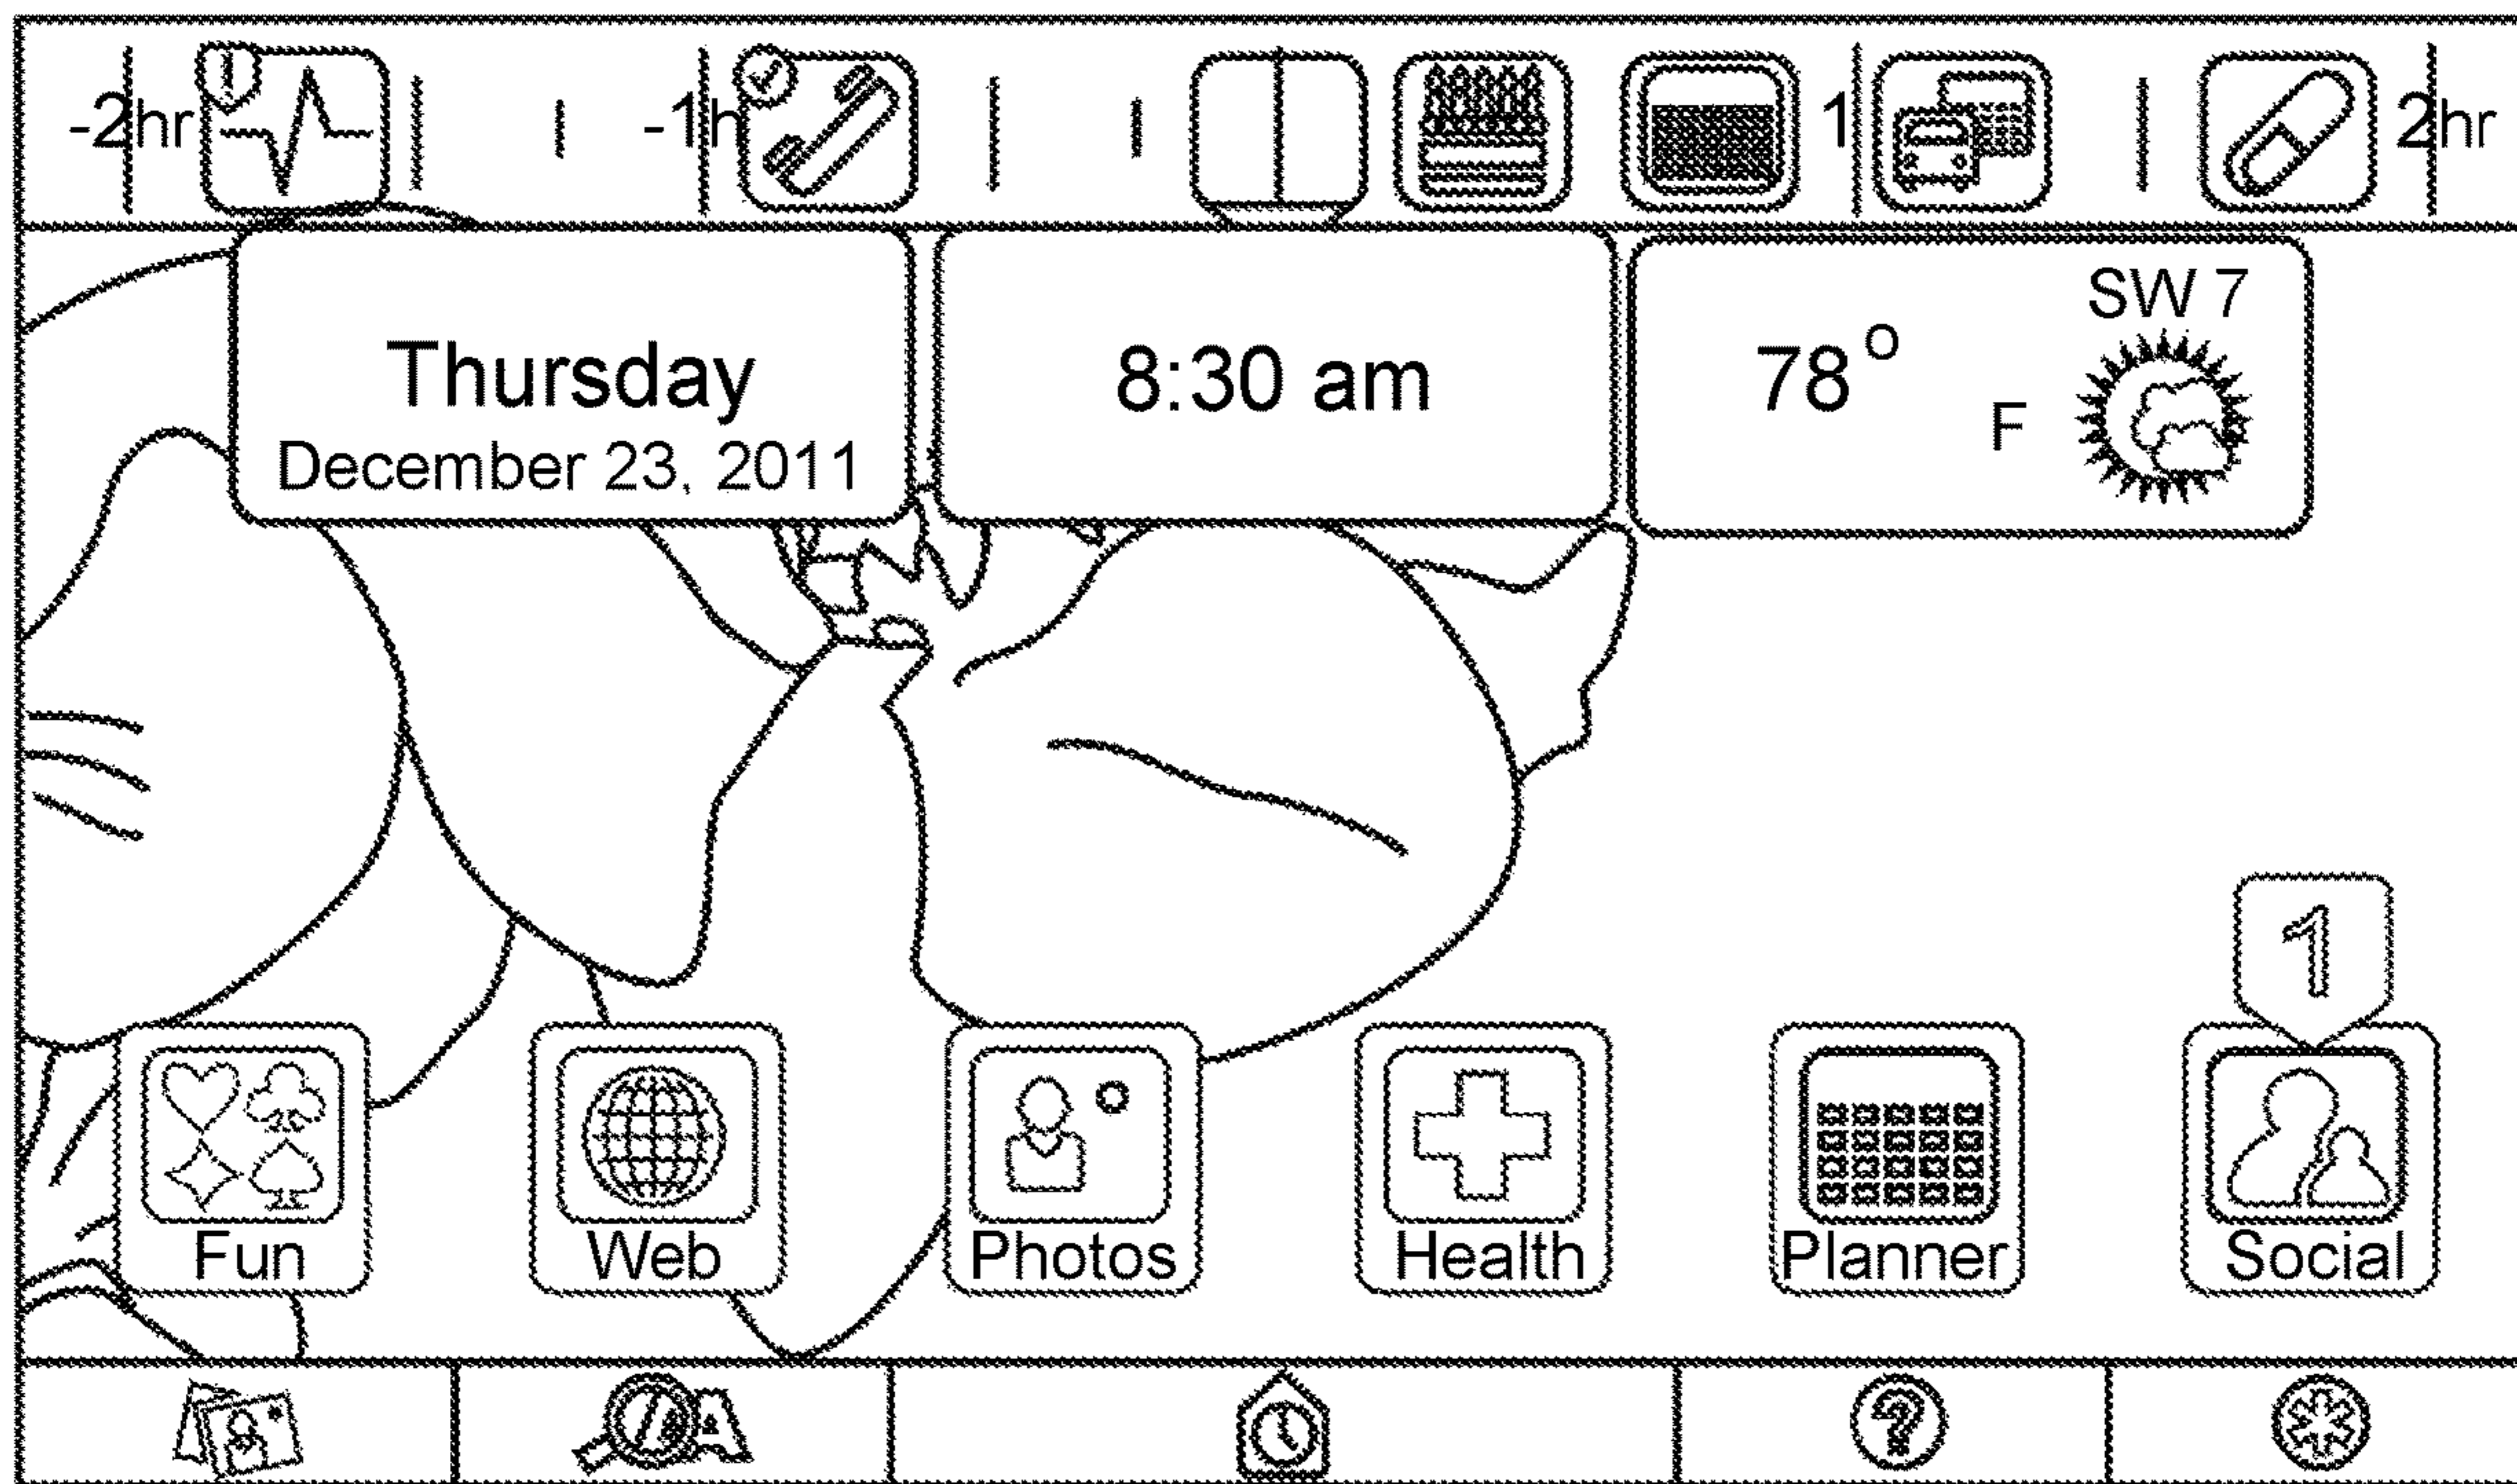 -2hr -1h 1 2hr
SW 7
Thursday 8:30 am 78° F
December 23, 2011
1
Fun Web Photos Health Planner Social
A
?